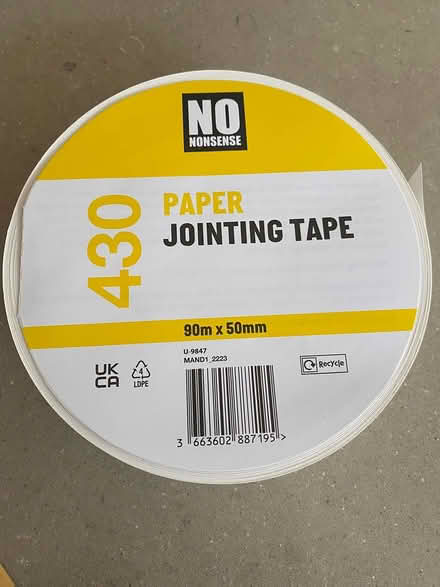 NO
NONSENSE
430
PAPER
JOINTING TAPE
90m x 50mm
U-9847
MAND1_2223
UK
CA
4
LDPE
Recycle
3 663602 887195 >